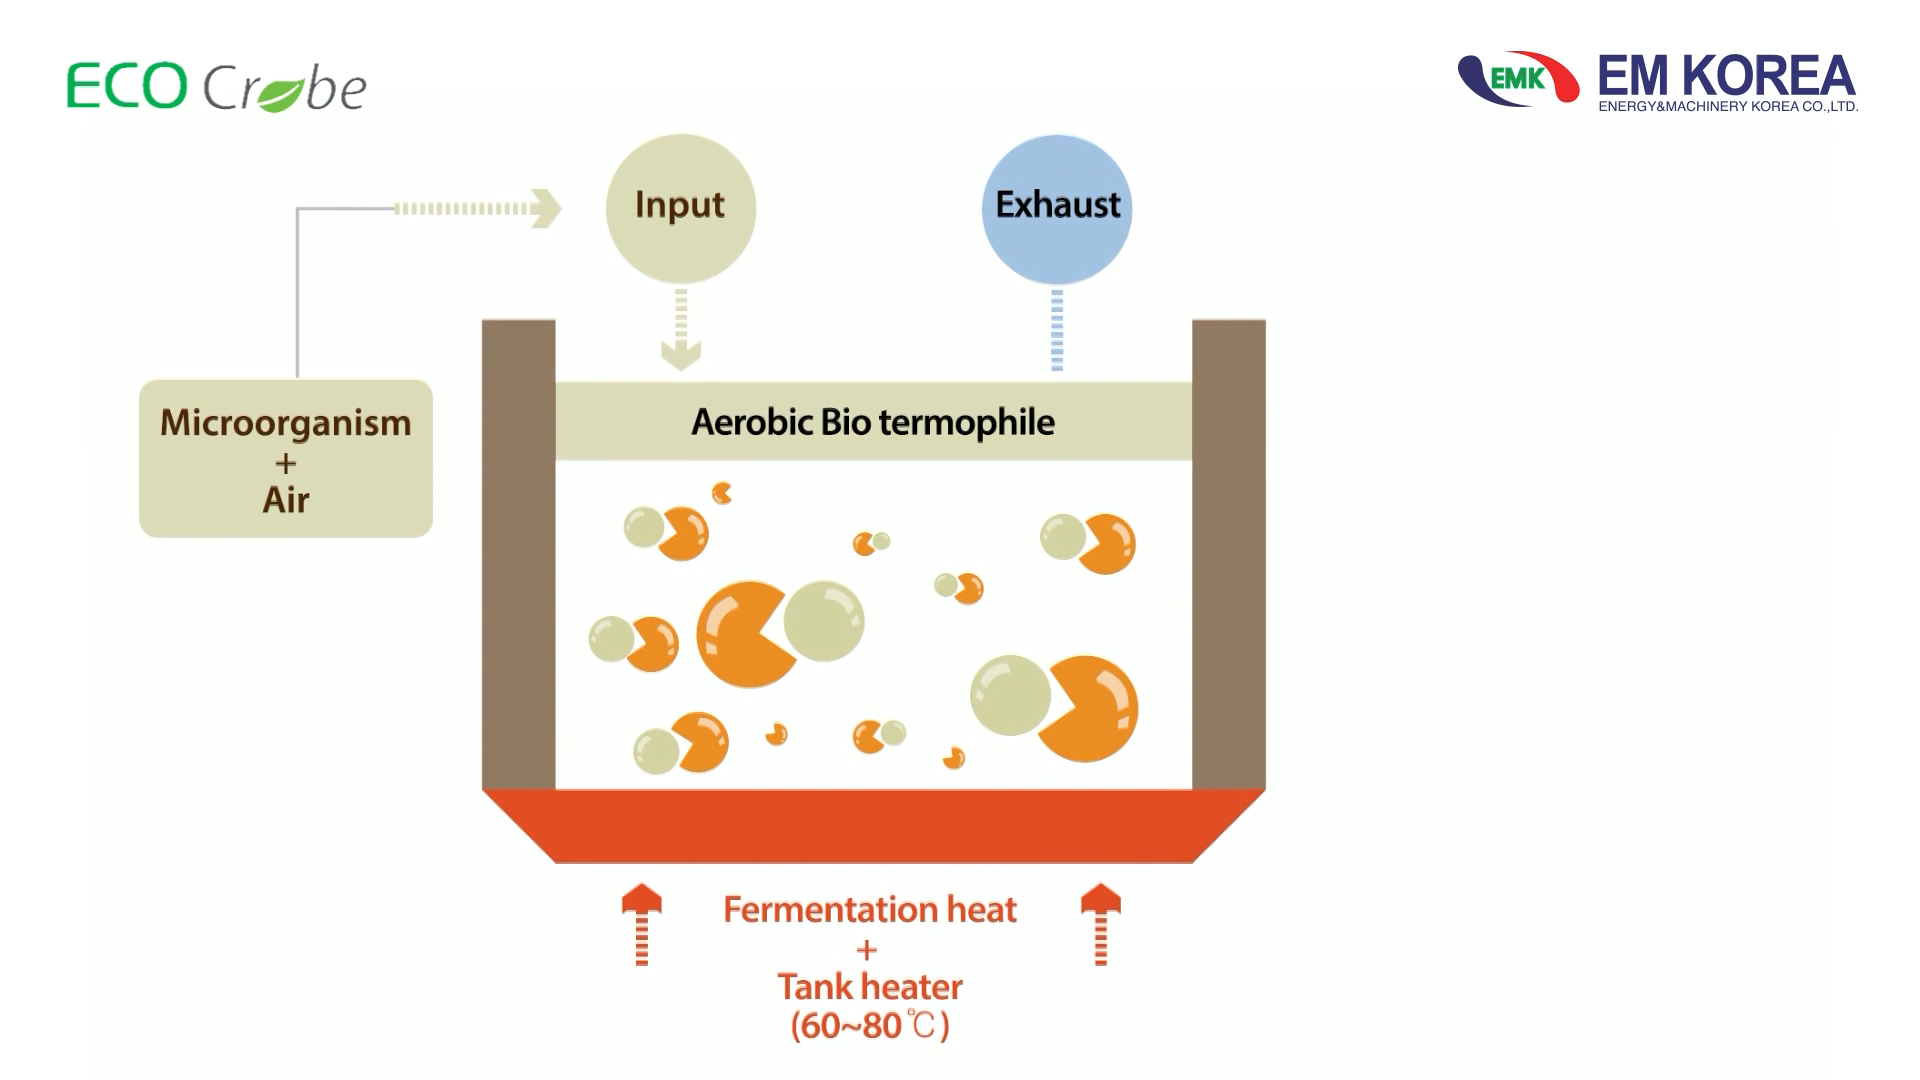 ECO Crobe
EMK
EM KOREA
ENERGY&MACHINERY KOREA CO.,LTD.
Input
Exhaust
Microorganism
+
Air
Aerobic Bio termophile
Fermentation heat
+
Tank heater
(60~80℃)